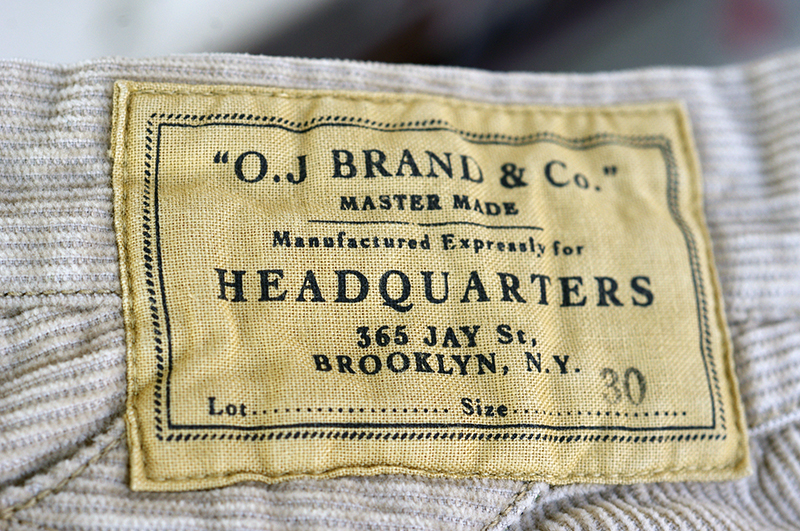 "O.J BRAND & Co."
MASTER MADE
Manufactured Expressly for
HEADQUARTERS
365 JAY St,
BROOKLYN, N.Y.
Lot.................... Size.................. 30